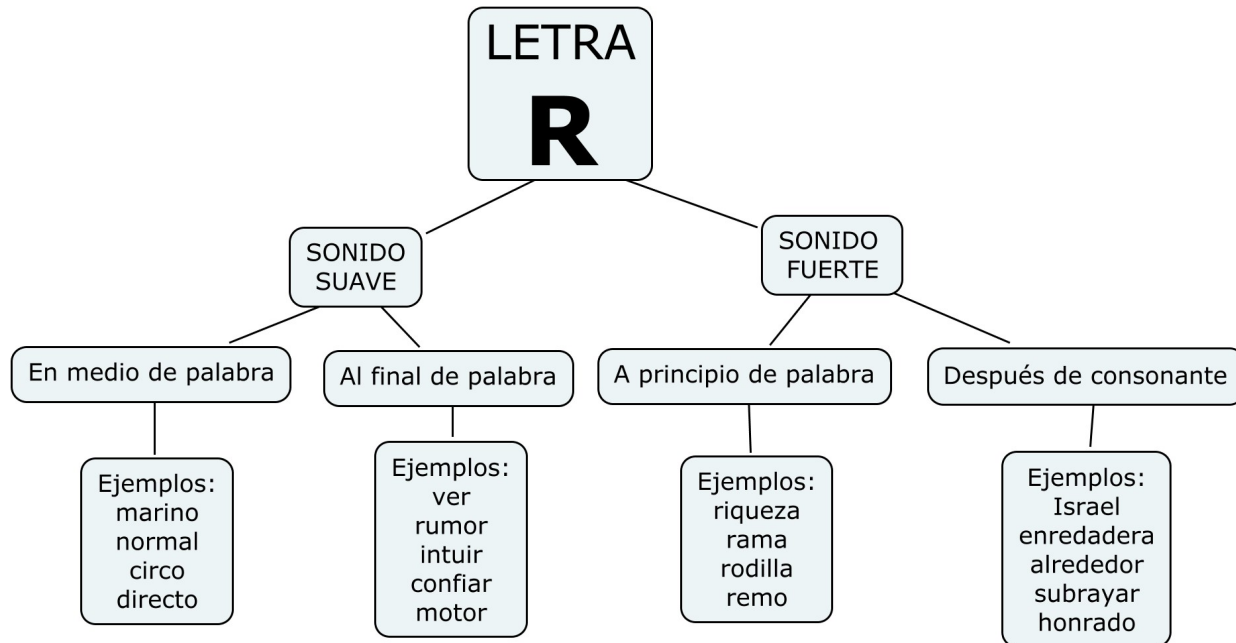 LETRA
R
SONIDO
SUAVE
SONIDO
FUERTE
En medio de palabra
Al final de palabra
A principio de palabra
Después de consonante
Ejemplos:
marino
normal
circo
directo
Ejemplos:
ver
rumor
intuir
confiar
motor
Ejemplos:
riqueza
rama
rodilla
remo
Ejemplos:
Israel
enredadera
alrededor
subrayar
honrado